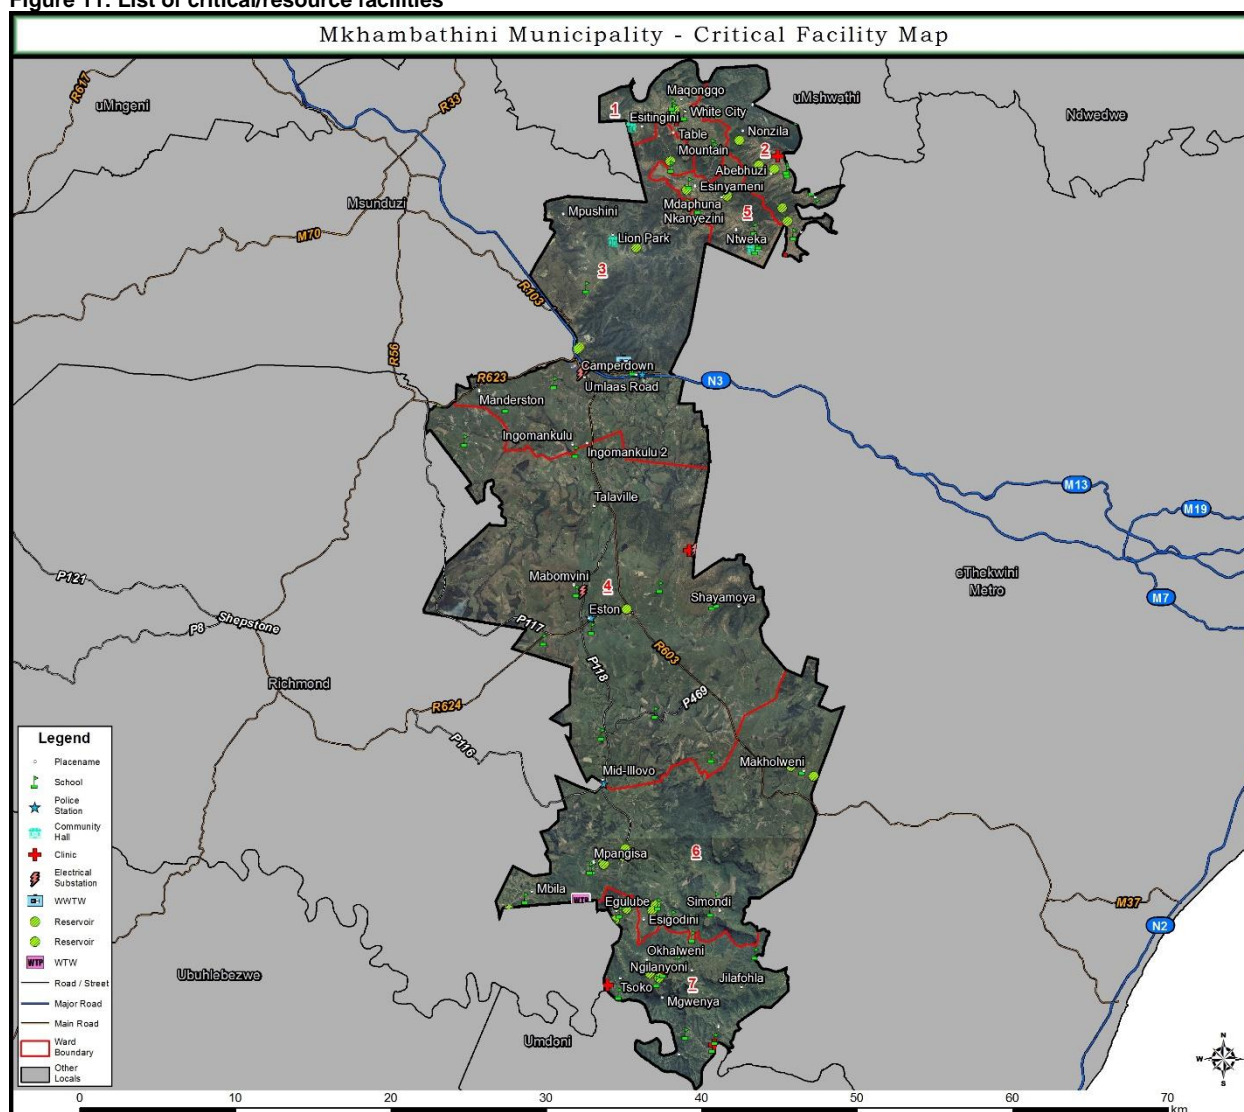 Figure 11: List of critical/resource facilities
Mkhambathini Municipality - Critical Facility Map
R617
uMngeni
R33
Maqongqo
uMshwathi
Ndwedwe
1
Esitingini
White City
Table
Mountain
Nonzila
2
Abebhuzi
Esinyameni
Msunduzi
Mpushini
Mdaphuna
Nkanyezini
5
M70
Lion Park
Ntweka
3
R103
R56
Camperdown
R623
Umlaas Road
N3
Manderston
Ingomankulu
Ingomankulu 2
M13
Talaville
M19
P121
Mabomvini
4
eThekwini
Metro
Shayamoya
M7
Eston
P8
Shepstone
P117
R603
P118
Richmond
P469
R624
P116
Mid-Illovo
Makholweni
6
Mpangisa
Mbila
WTP
Egulube
Simondi
M37
Esigodini
N2
Okhalweni
Ubuhlebezwe
Ngilanyoni
Jilafohla
Tsoko
7
Mgwenya
Umdoni
Legend
Placename
School
Police
Station
Community
Hall
Clinic
Electrical
Substation
WWTW
Reservoir
Reservoir
WTP
WTW
Road / Street
Major Road
Main Road
Ward
Boundary
Other
Locals
N
W
E
S
0 10 20 30 40 50 60 70
km